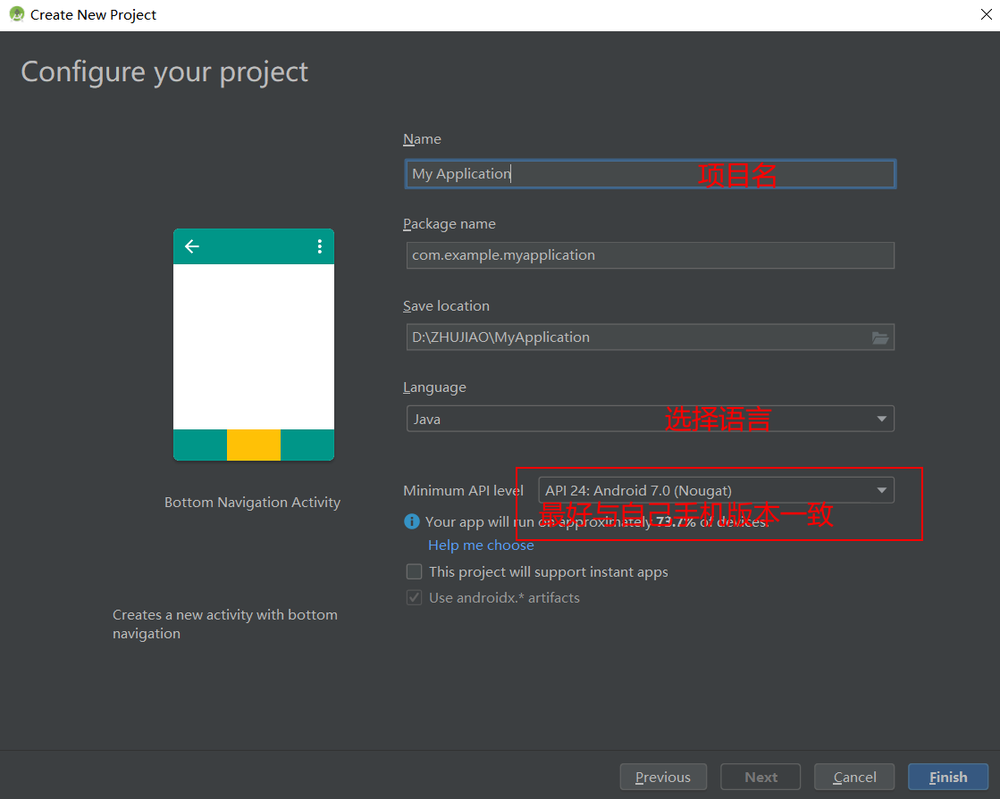 Create New Project
Configure your project
Name
My Application
项目名
Package name
com.example.myapplication
Save location
D:\ZHUJIAO\MyApplication
Language
Java
选择语言
Minimum API level
API 24: Android 7.0 (Nougat)
最好与自己手机版本一致
Your app will run on approximately 73.7% of devices.
Help me choose
This project will support instant apps
Use androidx.* artifacts
Bottom Navigation Activity
Creates a new activity with bottom
navigation
Previous
Next
Cancel
Finish